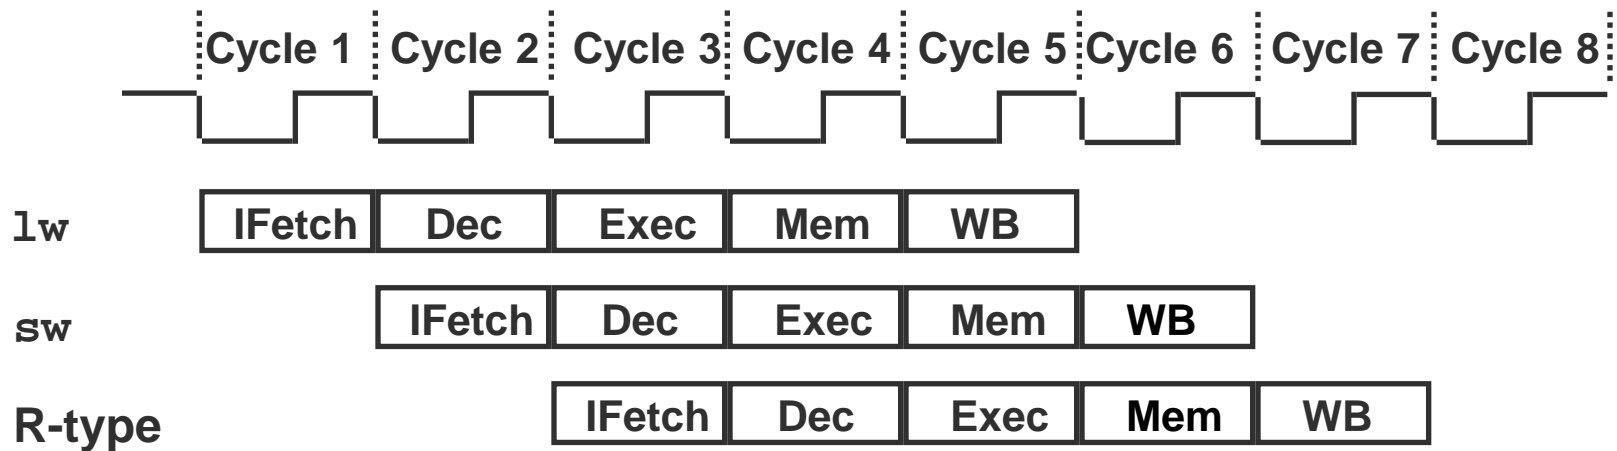 Cycle 1 Cycle 2 Cycle 3 Cycle 4 Cycle 5 Cycle 6 Cycle 7 Cycle 8
lw IFetch Dec Exec Mem WB
sw IFetch Dec Exec Mem WB
R-type IFetch Dec Exec Mem WB